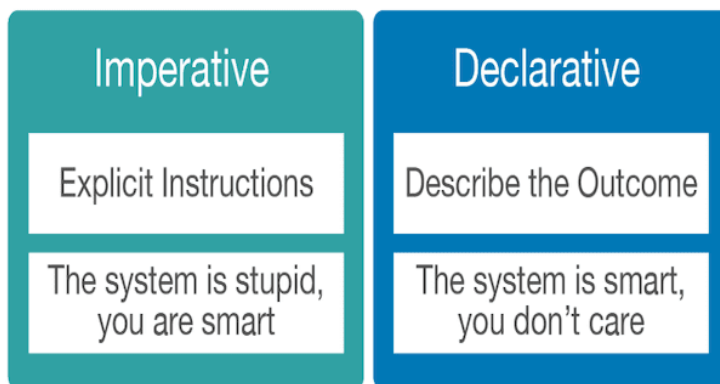 Imperative
Explicit Instructions
The system is stupid,
you are smart
Declarative
Describe the Outcome
The system is smart,
you don't care